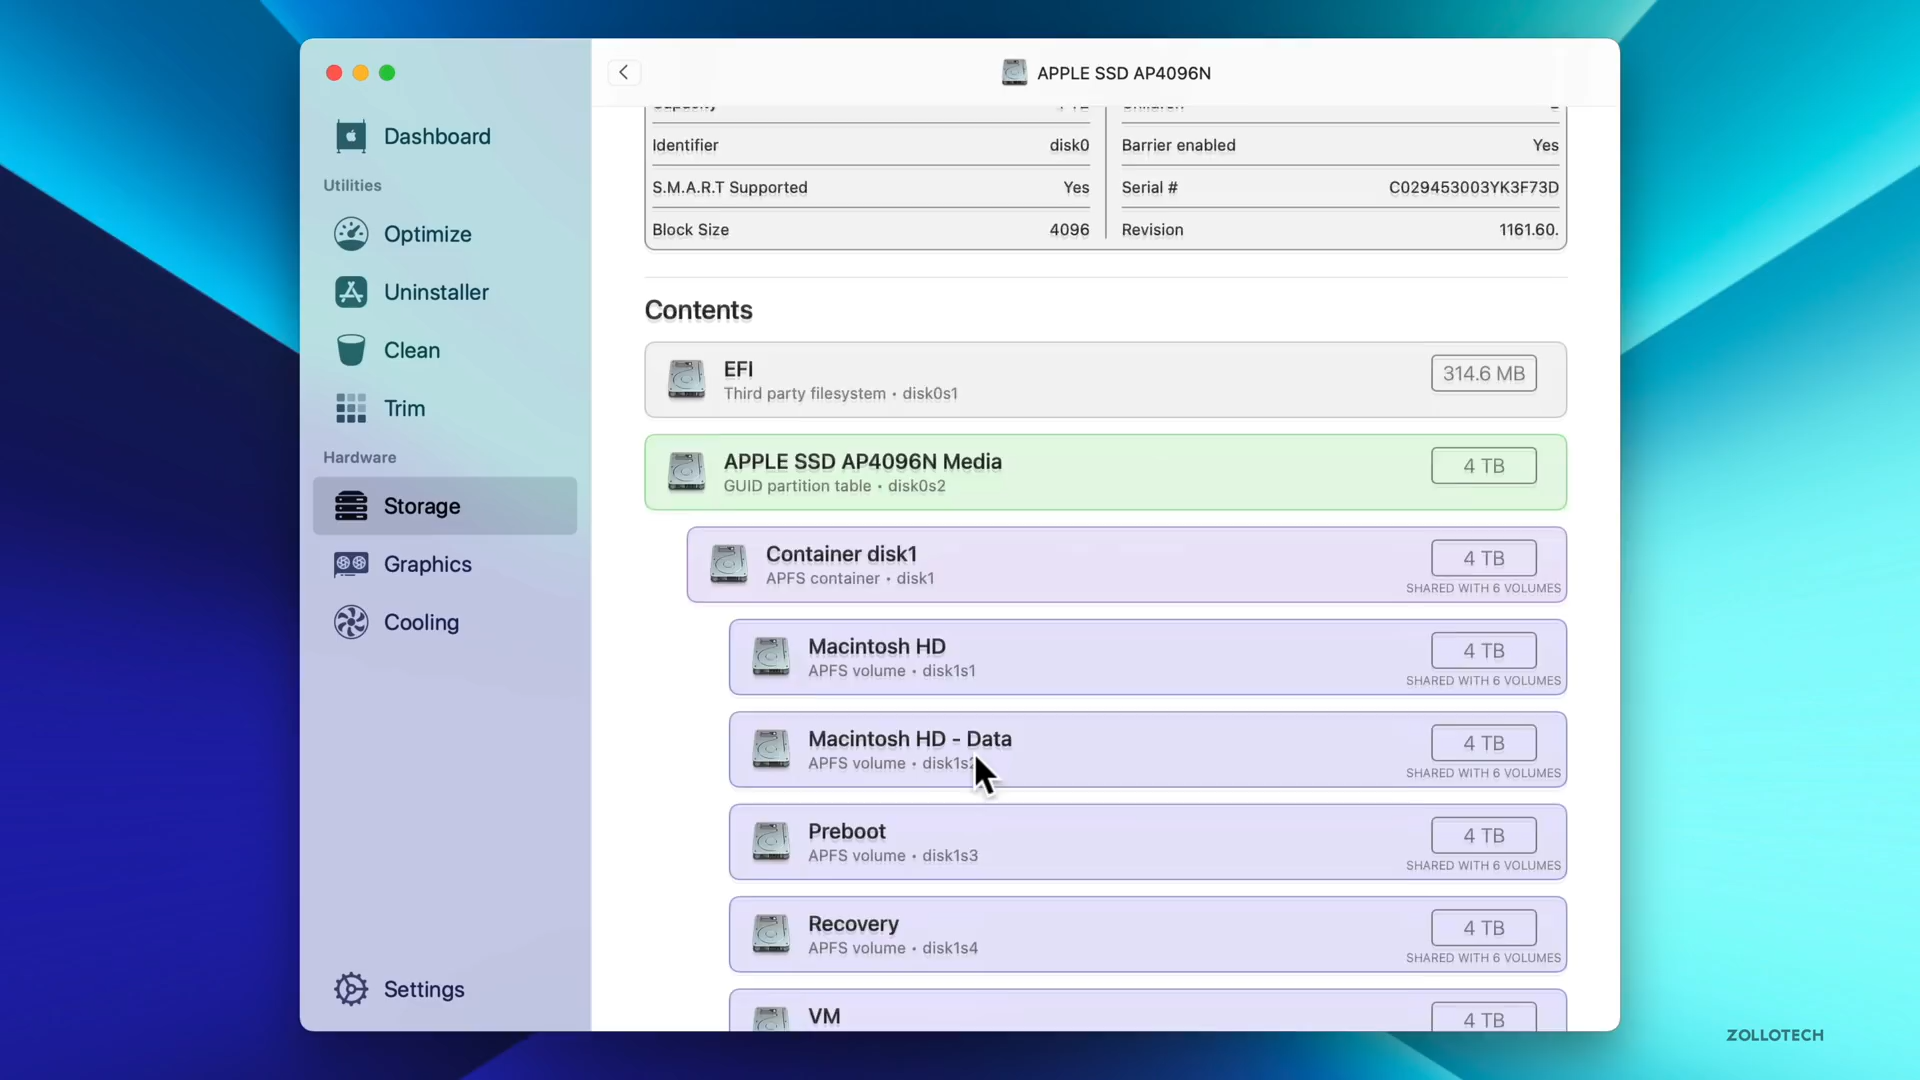 APPLE SSD AP4096N
Dashboard
Utilities
Optimize
Uninstaller
Clean
Trim
Hardware
Storage
Graphics
Cooling
Settings
Identifier disk0
Barrier enabled Yes
S.M.A.R.T Supported Yes
Serial # C029453003YK3F73D
Block Size 4096
Revision 1161.60.
Contents
EFI
Third party filesystem • disk0s1
314.6 MB
APPLE SSD AP4096N Media
GUID partition table • disk0s2
4 TB
Container disk1
APFS container • disk1
4 TB
SHARED WITH 6 VOLUMES
Macintosh HD
APFS volume • disk1s1
4 TB
SHARED WITH 6 VOLUMES
Macintosh HD - Data
APFS volume •
4 TB
SHARED WITH 6 VOLUMES
Preboot
APFS volume • disk1s3
4 TB
SHARED WITH 6 VOLUMES
Recovery
APFS volume • disk1s4
4 TB
SHARED WITH 6 VOLUMES
VM
4 TB
ZOLLOTECH